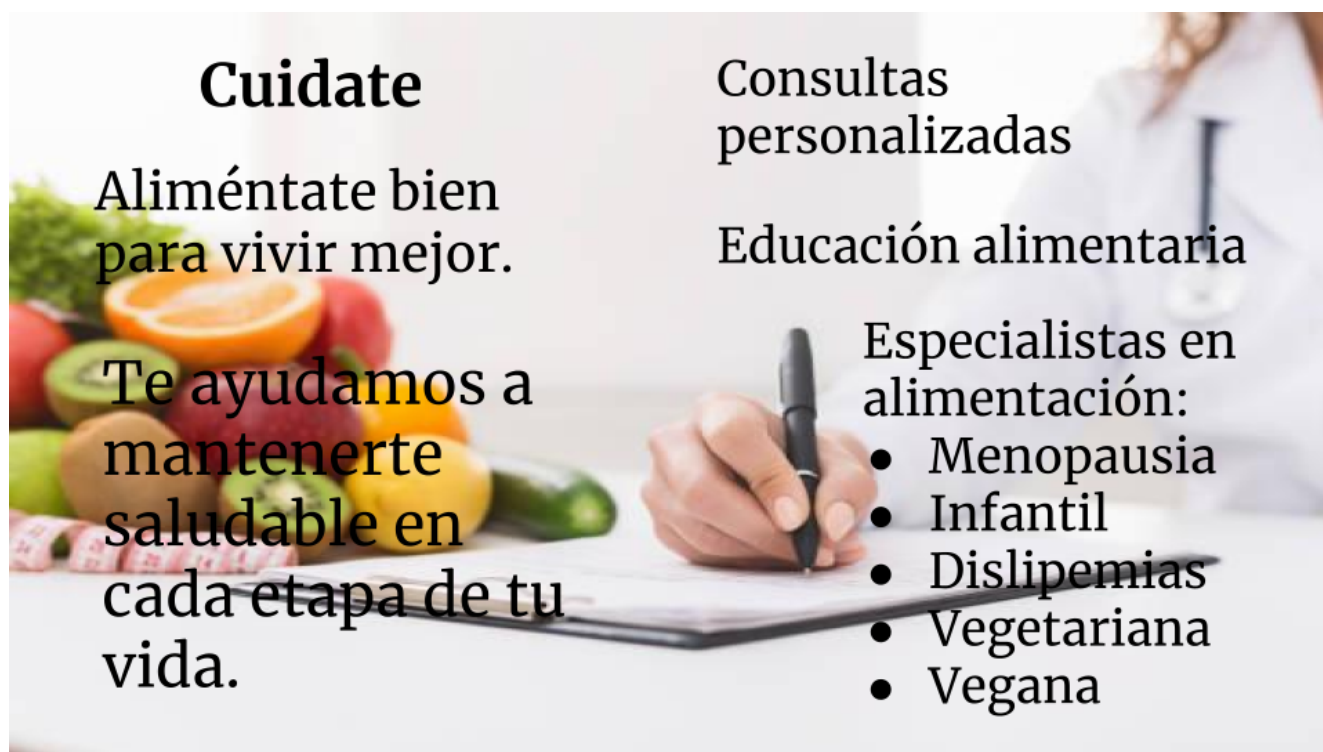 Cuidate
Aliméntate bien
para vivir mejor.
Te ayudamos a
mantenerte
saludable en
cada etapa de tu
vida.
Consultas
personalizadas
Educación alimentaria
Especialistas en
alimentación:
● Menopausia
● Infantil
● Dislipemias
● Vegetariana
● Vegana